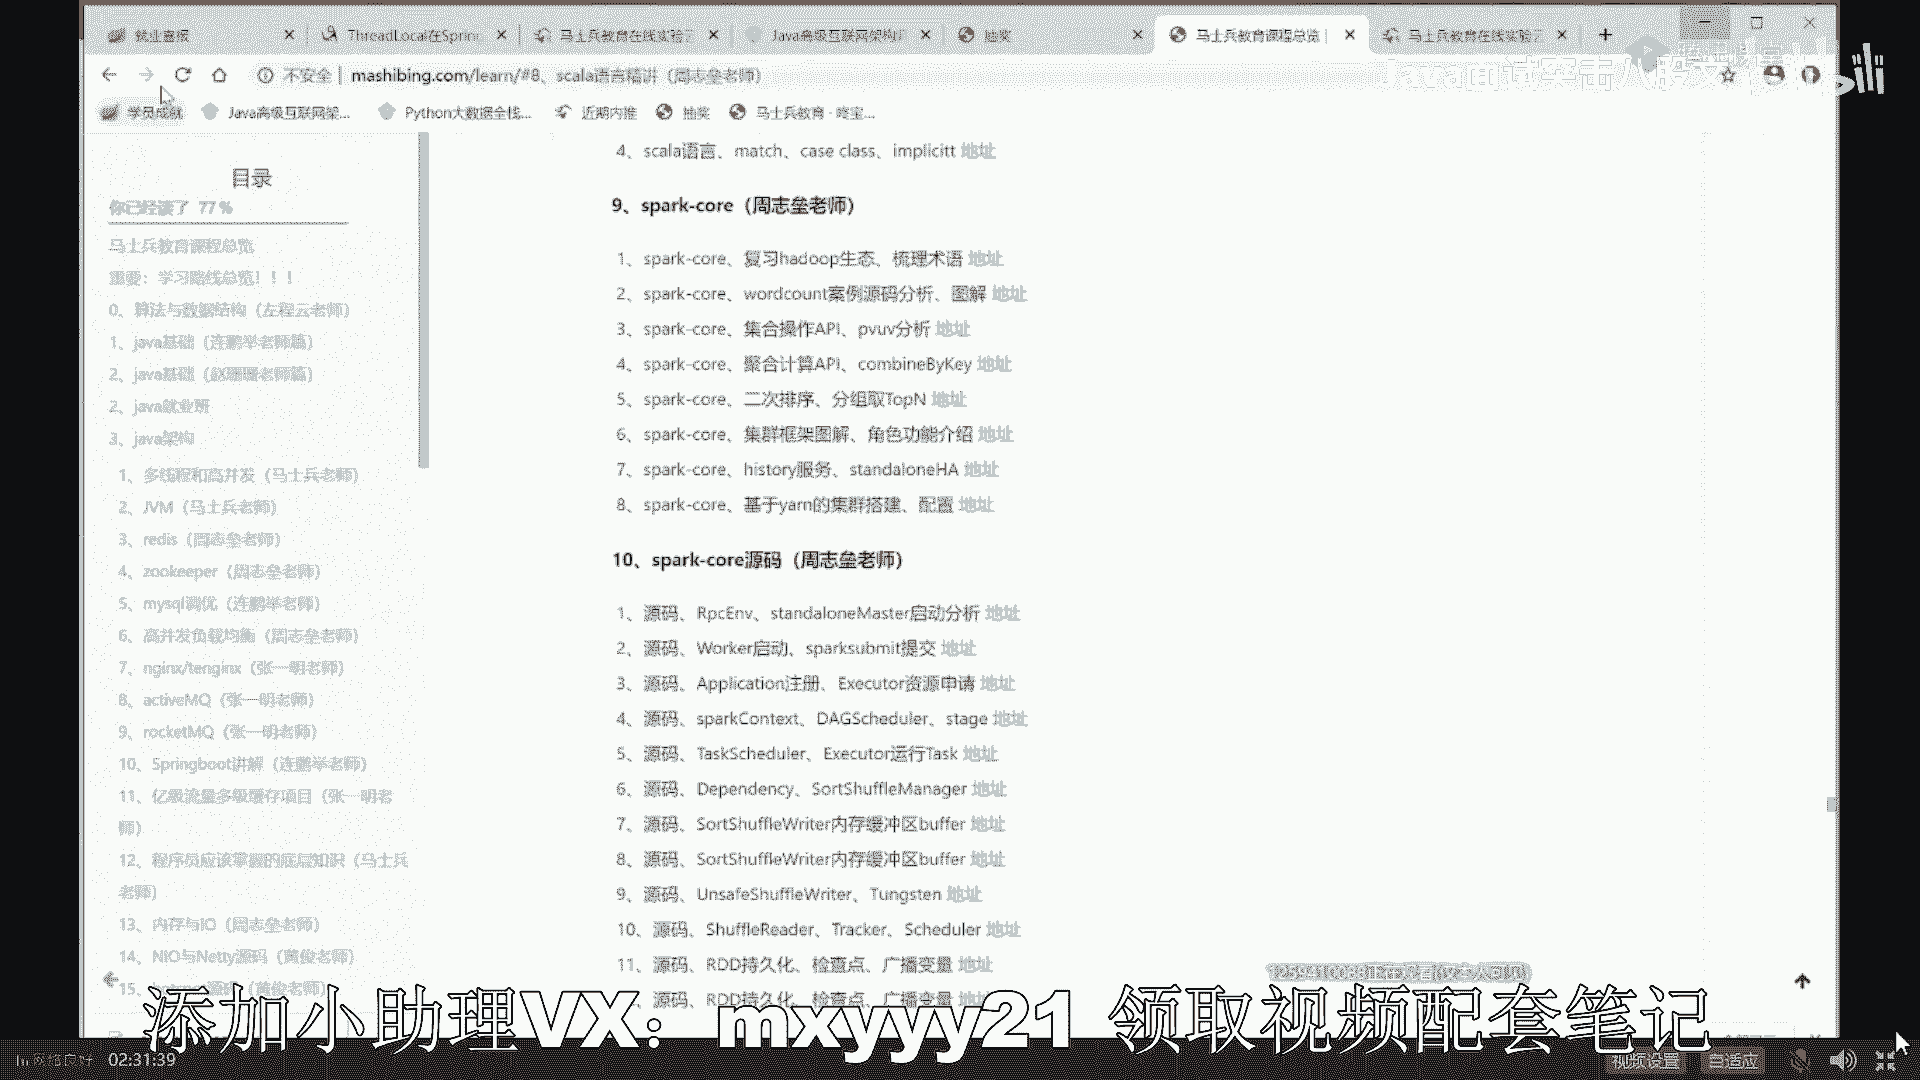 就业喜报
ThreadLocal在Spring
马士兵教育在线实验
Java高级互联网架构
抽奖
马士兵教育课程总览 |
马士兵教育在线实验
不安全 | mashibing.com/learn/#8、scala语言精讲（周志垒老师）
学员成就
Java高级互联网架...
Python大数据全栈...
近期内推
抽奖
马士兵教育
目录
你已经读了 77 %
马士兵教育课程总览
重要：学习路线总览！！！
0、算法与数据结构（左程云老师）
1、java基础（连鹏举老师篇）
2、java基础（赵珊珊老师篇）
2、java就业班
3、java架构
1、多线程和高并发（马士兵老师）
2、JVM（马士兵老师）
3、redis（周志垒老师）
4、zookeeper（周志垒老师）
5、mysql调优（连鹏举老师）
6、高并发负载均衡（周志垒老师）
7、nginx/tenginx（张一明老师）
8、activeMQ（张一明老师）
9、rocketMQ（张一明老师）
10、Springboot讲解（连鹏举老师）
11、亿级流量多级缓存项目（张一明老
师）
12、程序员应该掌握的底层知识（马士兵
老师）
13、内存与IO（周志垒老师）
14、NIO与Netty源码（黄俊老师）
4、scala语言、match、case class、implicitt 地址
9、spark-core（周志垒老师）
1、spark-core、复习hadoop生态、梳理术语 地址
2、spark-core、wordcount案例源码分析、图解 地址
3、spark-core、集合操作API、pvuv分析 地址
4、spark-core、聚合计算API、combineByKey 地址
5、spark-core、二次排序、分组取TopN 地址
6、spark-core、集群框架图解、角色功能介绍 地址
7、spark-core、history服务、standaloneHA 地址
8、spark-core、基于yarn的集群搭建、配置 地址
10、spark-core源码（周志垒老师）
1、源码、RpcEnv、standaloneMaster启动分析 地址
2、源码、Worker启动、sparksubmit提交 地址
3、源码、Application注册、Executor资源申请 地址
4、源码、sparkContext、DAGScheduler、stage 地址
5、源码、TaskScheduler、Executor运行Task 地址
6、源码、Dependency、SortShuffleManager 地址
7、源码、SortShuffleWriter内存缓冲区buffer 地址
8、源码、SortShuffleWriter内存缓冲区buffer 地址
9、源码、UnsafeShuffleWriter、Tungsten 地址
10、源码、ShuffleReader、Tracker、Scheduler 地址
11、源码、RDD持久化、检查点、广播变量 地址
源码、RDD持久化、检查点、广播变量 地址
添加小助理VX：mxyyy21 领取视频配套笔记
网络良好 02:31:39
视频设置 自适应